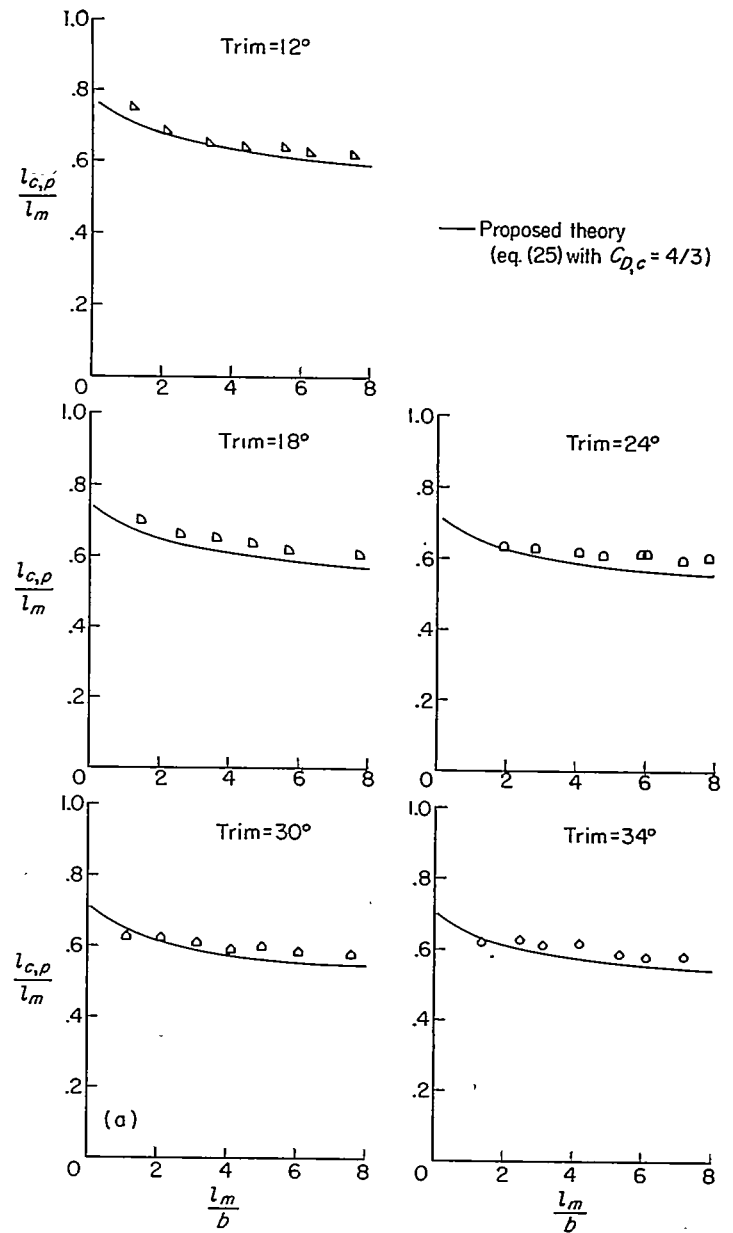 1.0
Trim=12°
.8
.6
l_c,p
l_m
.4
.2
0
2
4
6
8
Proposed theory
(eq. (25) with C_D,c = 4/3)
1.0
Trim=18°
.8
.6
l_c,p
l_m
.4
.2
0
2
4
6
8
1.0
Trim=24°
.8
.6
.4
.2
0
2
4
6
8
1.0
Trim=30°
.8
.6
l_c,p
l_m
.4
.2
(a)
0
2
4
6
8
l_m
b
1.0
Trim=34°
.8
.6
.4
.2
0
2
4
6
8
l_m
b